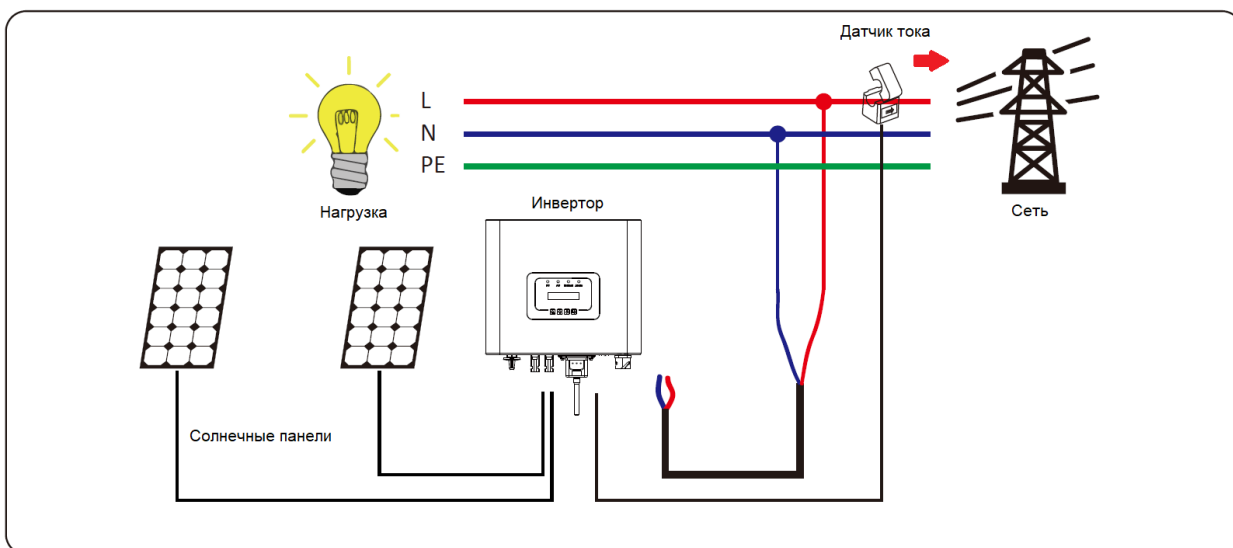 Датчик тока
L
N
PE
Нагрузка
Инвертор
Сеть
Солнечные панели